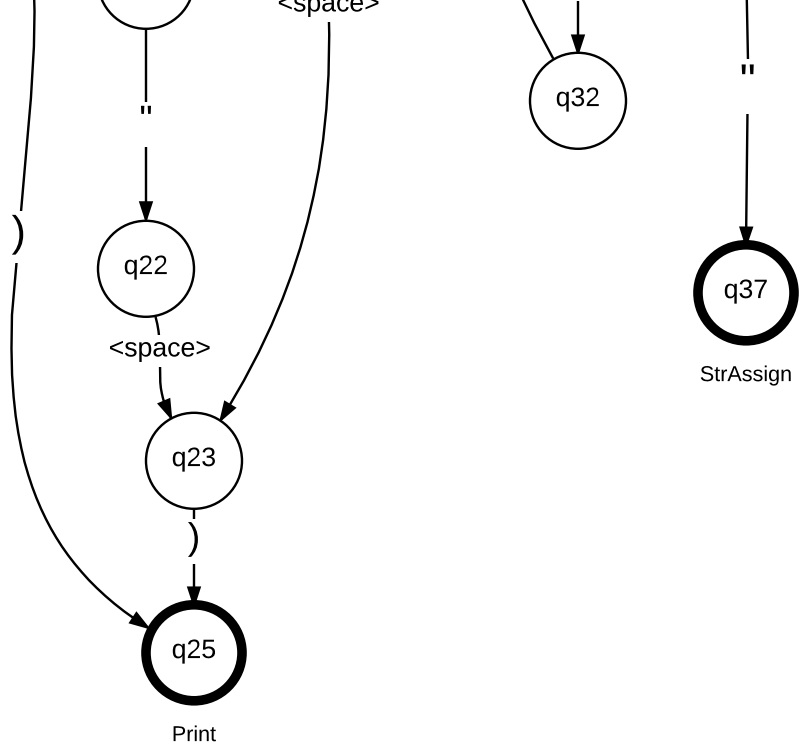 <space>
"
"
q32
)
q22
q37
<space>
StrAssign
q23
)
q25
Print